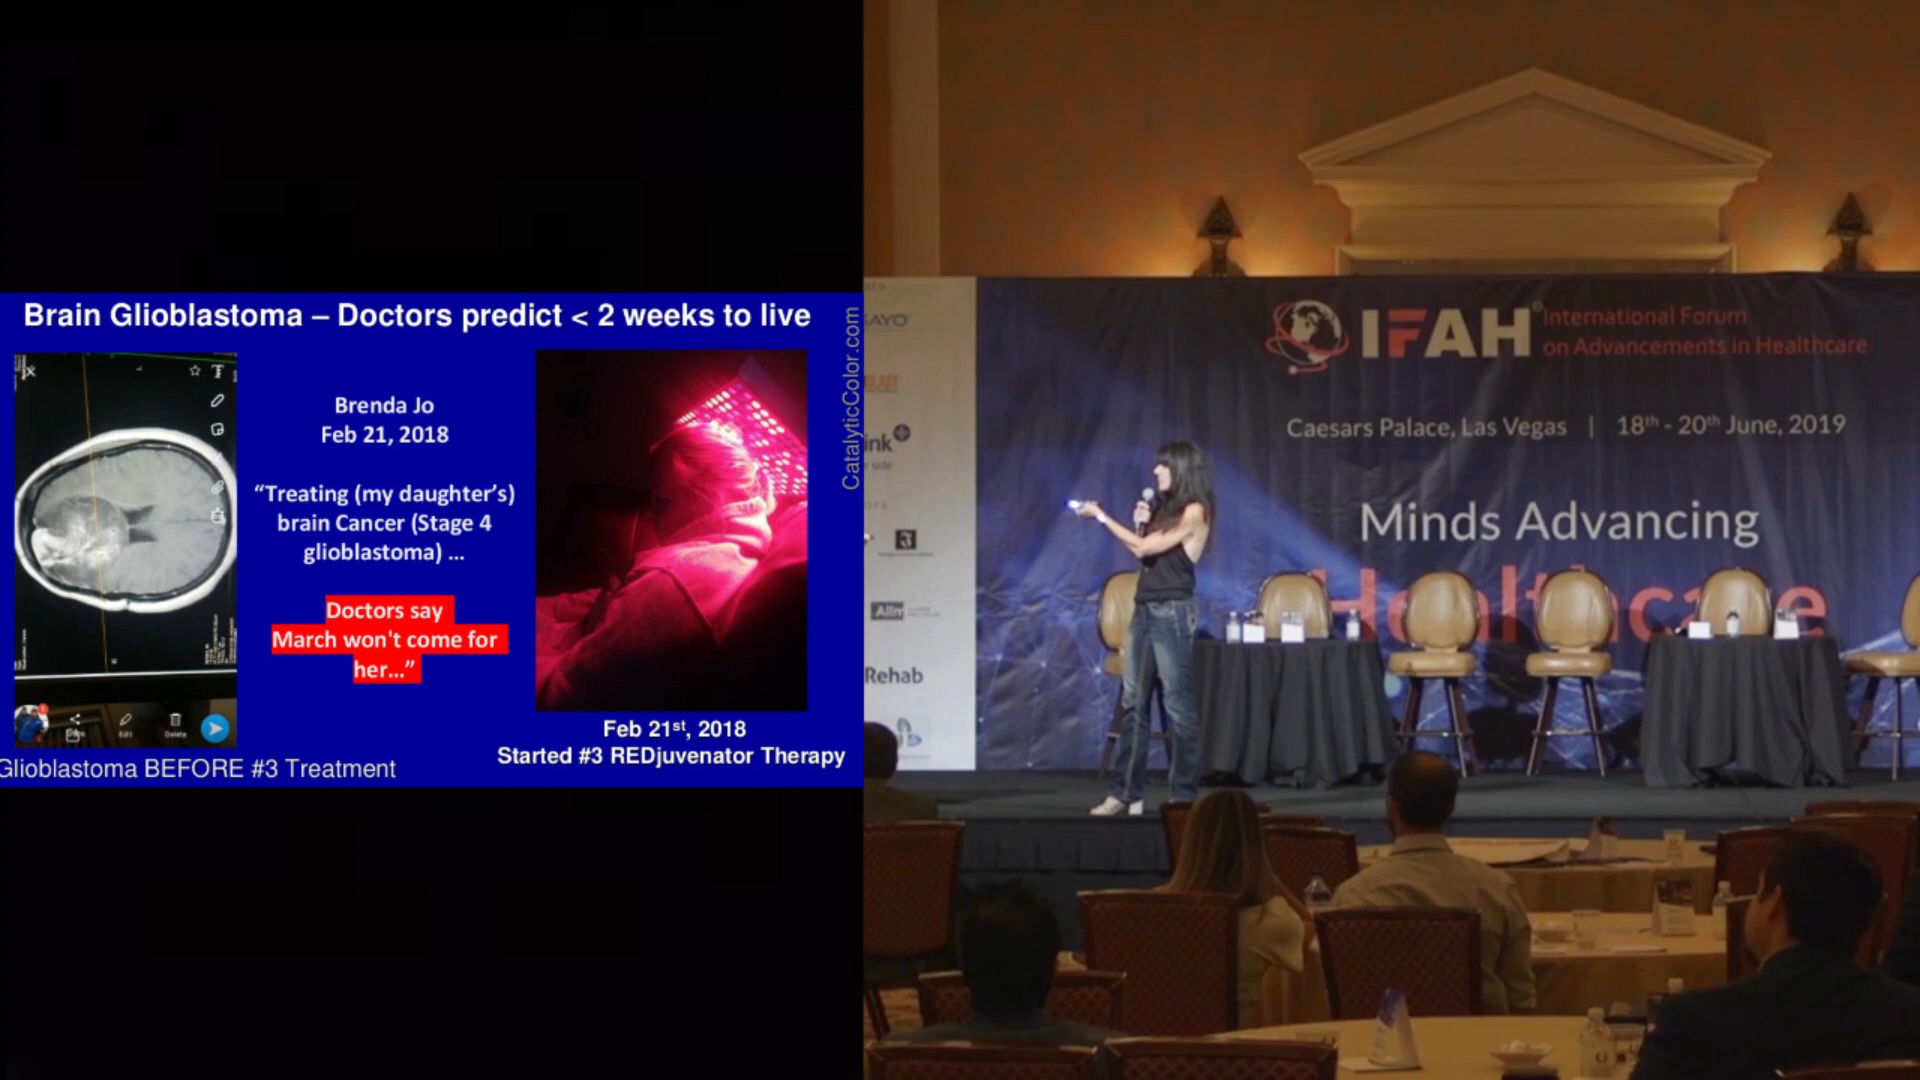 Brain Glioblastoma – Doctors predict < 2 weeks to live
Brenda Jo
Feb 21, 2018
“Treating (my daughter’s)
brain Cancer (Stage 4
glioblastoma) ...
Doctors say
March won't come for
her...”
Edit
Delete
Feb 21st, 2018
Started #3 REDjuvenator Therapy
Glioblastoma BEFORE #3 Treatment
CatalyticColor.com
IFAH®
International Forum
on Advancements in Healthcare
Caesars Palace, Las Vegas | 18th - 20th June, 2019
Minds Advancing
Healthcare
side
Rehab